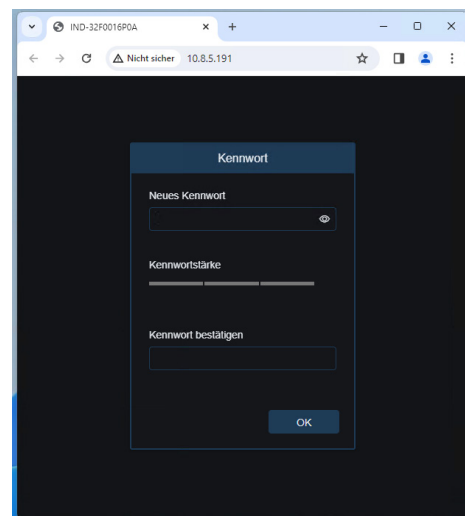 IND-32F0016P0A
Nicht sicher 10.8.5.191
Kennwort
Neues Kennwort
Kennwortstärke
Kennwort bestätigen
OK